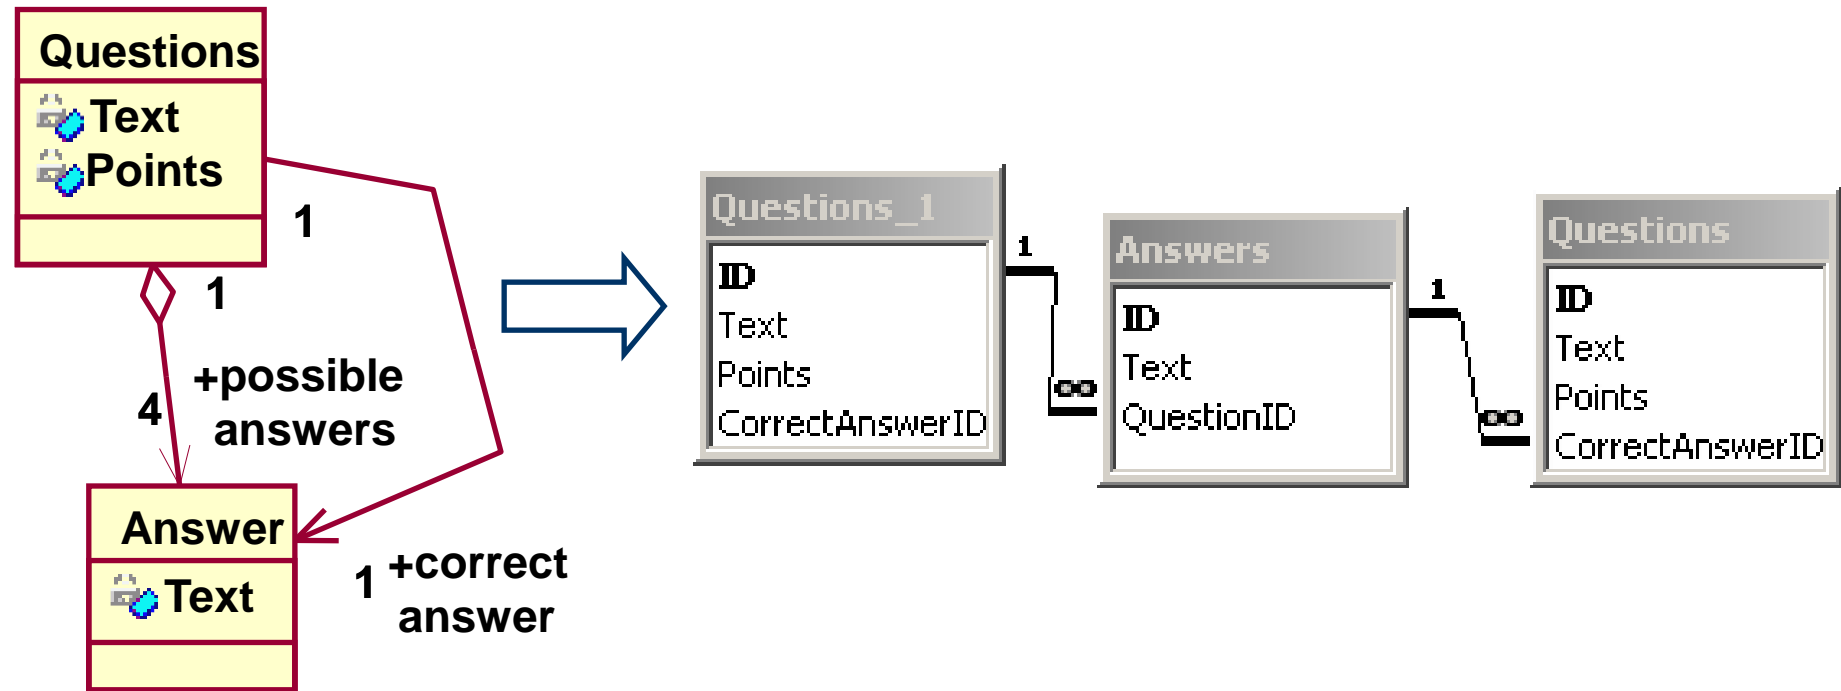 Questions
Text
Points
1
1
+possible
4
answers
Answer
Text
1
+correct
answer
Questions_1
ID
Text
Points
CorrectAnswerID
1
∞
Answers
ID
Text
QuestionID
1
∞
Questions
ID
Text
Points
CorrectAnswerID